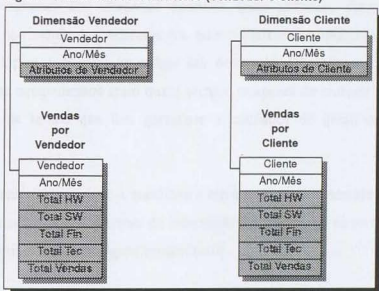 (Vendedor e Cliente)
Dimensão Vendedor
Vendedor
Ano/Mês
Atributos de Vendedor
Vendas
por
Vendedor
Vendedor
Ano/Mês
Total HW
Total SW
Total Fin
Total Tec
Total Vendas
Dimensão Cliente
Cliente
Ano/Mês
Atributos de Cliente
Vendas
por
Cliente
Cliente
Ano/Mês
Total HW
Total SW
Total Fin
Total Tec
Total Vendas